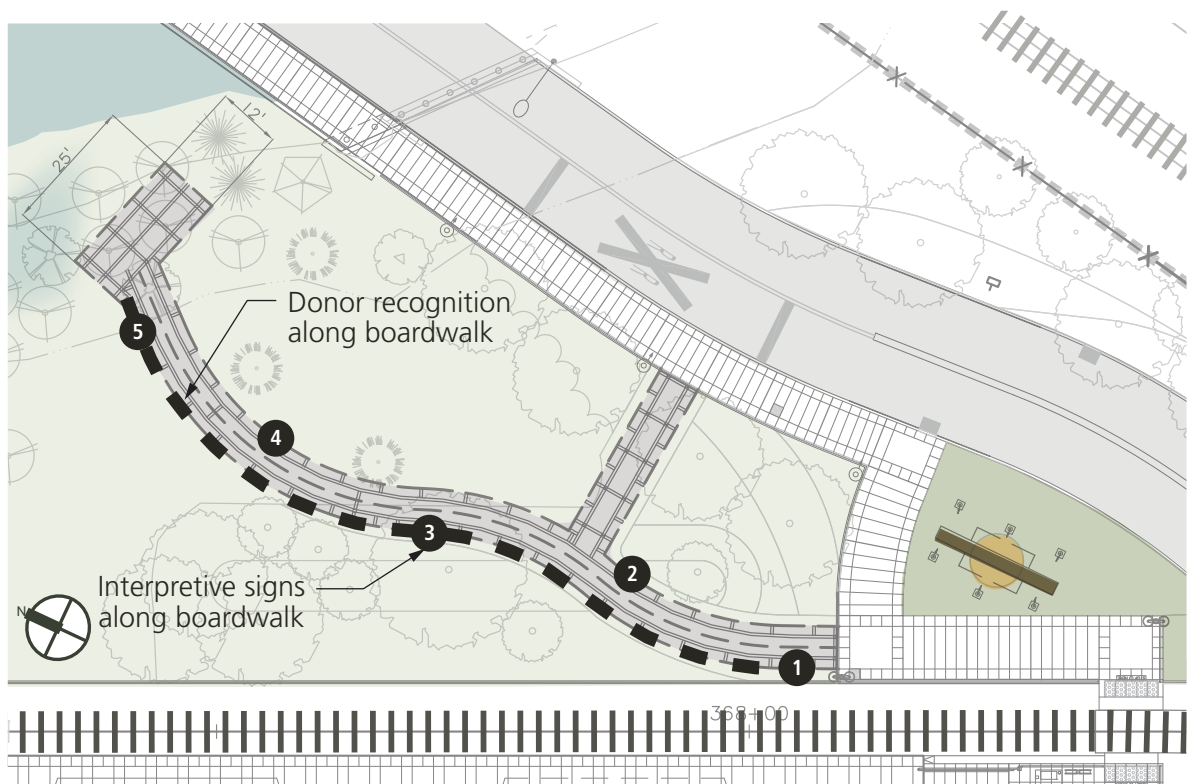 12'
25'
Donor recognition
along boardwalk
5
4
3
2
Interpretive signs
along boardwalk
N
1
368+00